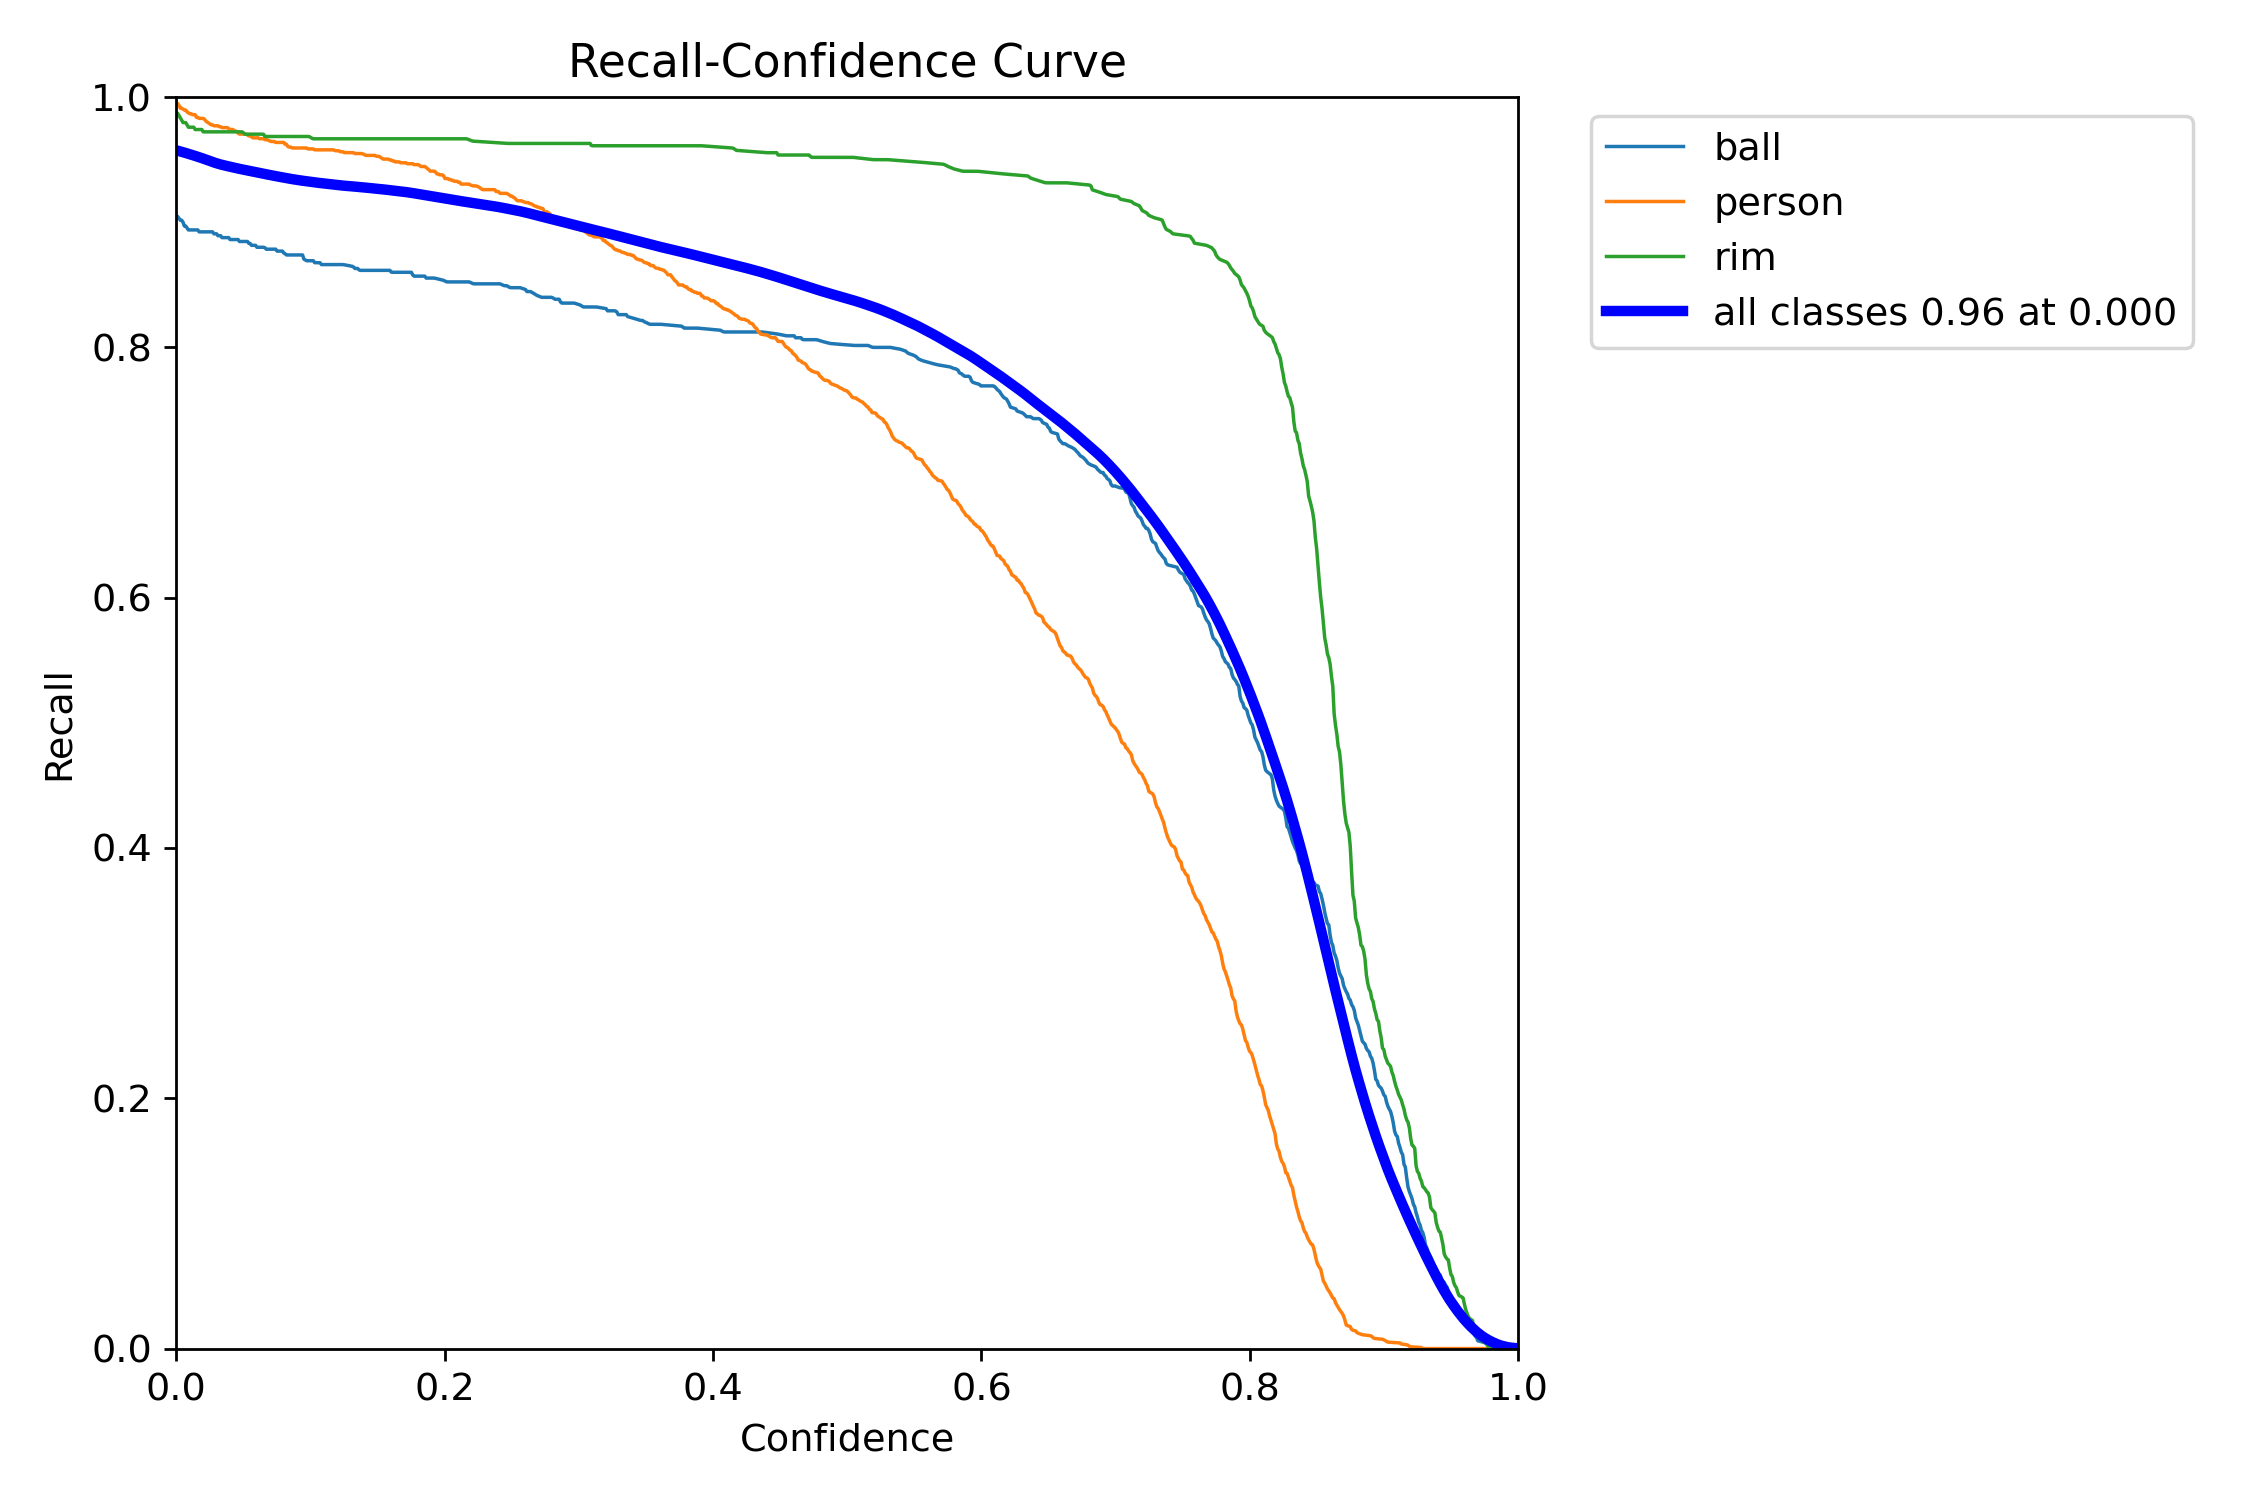 Recall-Confidence Curve
1.0
0.8
0.6
0.4
0.2
0.0
Recall
0.0 0.2 0.4 0.6 0.8 1.0
Confidence
ball
person
rim
all classes 0.96 at 0.000